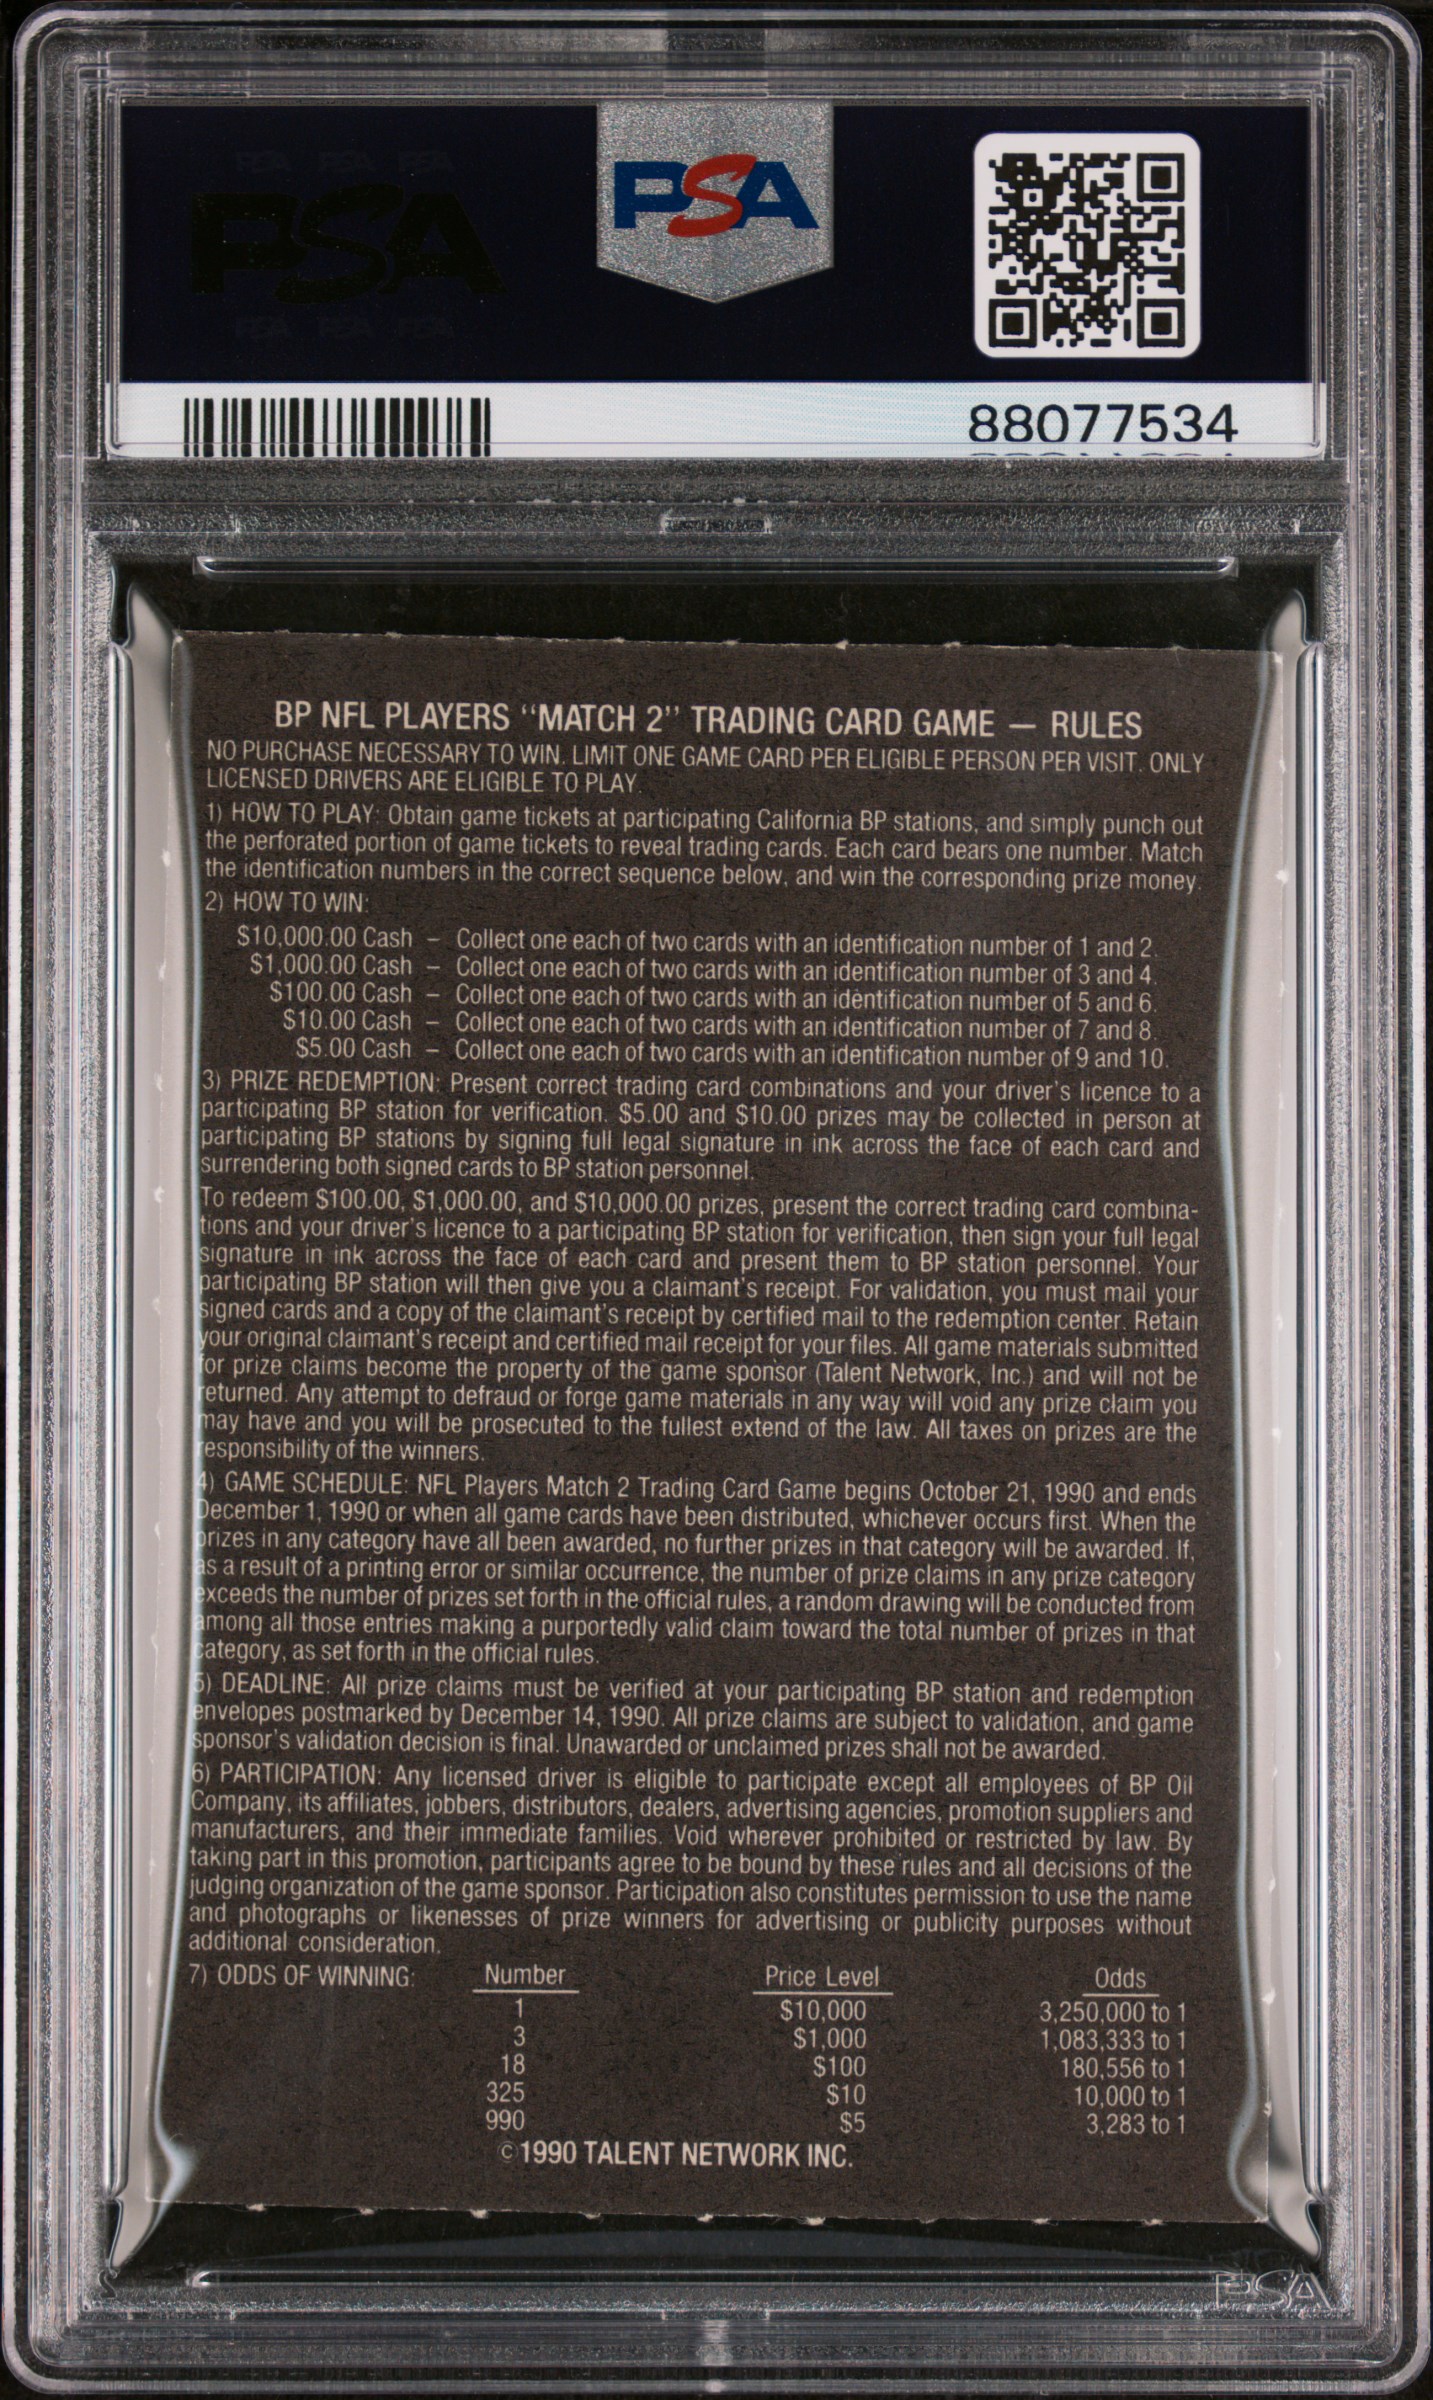 PSA PSA PSA
PSA
PSA PSA PSA
PSA
88077534
BP NFL PLAYERS “MATCH 2” TRADING CARD GAME — RULES
NO PURCHASE NECESSARY TO WIN. LIMIT ONE GAME CARD PER ELIGIBLE PERSON PER VISIT. ONLY
LICENSED DRIVERS ARE ELIGIBLE TO PLAY.
1) HOW TO PLAY: Obtain game tickets at participating California BP stations, and simply punch out
the perforated portion of game tickets to reveal trading cards. Each card bears one number. Match
the identification numbers in the correct sequence below, and win the corresponding prize money.
2) HOW TO WIN:
$10,000.00 Cash – Collect one each of two cards with an identification number of 1 and 2.
$1,000.00 Cash – Collect one each of two cards with an identification number of 3 and 4.
$100.00 Cash – Collect one each of two cards with an identification number of 5 and 6.
$10.00 Cash – Collect one each of two cards with an identification number of 7 and 8.
$5.00 Cash – Collect one each of two cards with an identification number of 9 and 10.
3) PRIZE REDEMPTION: Present correct trading card combinations and your driver's licence to a
participating BP station for verification. $5.00 and $10.00 prizes may be collected in person at
participating BP stations by signing full legal signature in ink across the face of each card and
surrendering both signed cards to BP station personnel.
To redeem $100.00, $1,000.00, and $10,000.00 prizes, present the correct trading card combina-
tions and your driver's licence to a participating BP station for verification, then sign your full legal
signature in ink across the face of each card and present them to BP station personnel. Your
participating BP station will then give you a claimant's receipt. For validation, you must mail your
signed cards and a copy of the claimant's receipt by certified mail to the redemption center. Retain
your original claimant's receipt and certified mail receipt for your files. All game materials submitted
for prize claims become the property of the game sponsor (Talent Network, Inc.) and will not be
returned. Any attempt to defraud or forge game materials in any way will void any prize claim you
may have and you will be prosecuted to the fullest extend of the law. All taxes on prizes are the
responsibility of the winners.
4) GAME SCHEDULE: NFL Players Match 2 Trading Card Game begins October 21, 1990 and ends
December 1, 1990 or when all game cards have been distributed, whichever occurs first. When the
prizes in any category have all been awarded, no further prizes in that category will be awarded. If,
as a result of a printing error or similar occurrence, the number of prize claims in any prize category
exceeds the number of prizes set forth in the official rules, a random drawing will be conducted from
among all those entries making a purportedly valid claim toward the total number of prizes in that
category, as set forth in the official rules.
5) DEADLINE: All prize claims must be verified at your participating BP station and redemption
envelopes postmarked by December 14, 1990. All prize claims are subject to validation, and game
sponsor's validation decision is final. Unawarded or unclaimed prizes shall not be awarded.
6) PARTICIPATION: Any licensed driver is eligible to participate except all employees of BP Oil
Company, its affiliates, jobbers, distributors, dealers, advertising agencies, promotion suppliers and
manufacturers, and their immediate families. Void wherever prohibited or restricted by law. By
taking part in this promotion, participants agree to be bound by these rules and all decisions of the
judging organization of the game sponsor. Participation also constitutes permission to use the name
and photographs or likenesses of prize winners for advertising or publicity purposes without
additional consideration.
7) ODDS OF WINNING: Number Price Level Odds
1 $10,000 3,250,000 to 1
3 $1,000 1,083,333 to 1
18 $100 180,556 to 1
325 $10 10,000 to 1
990 $5 3,283 to 1
©1990 TALENT NETWORK INC.
PSA